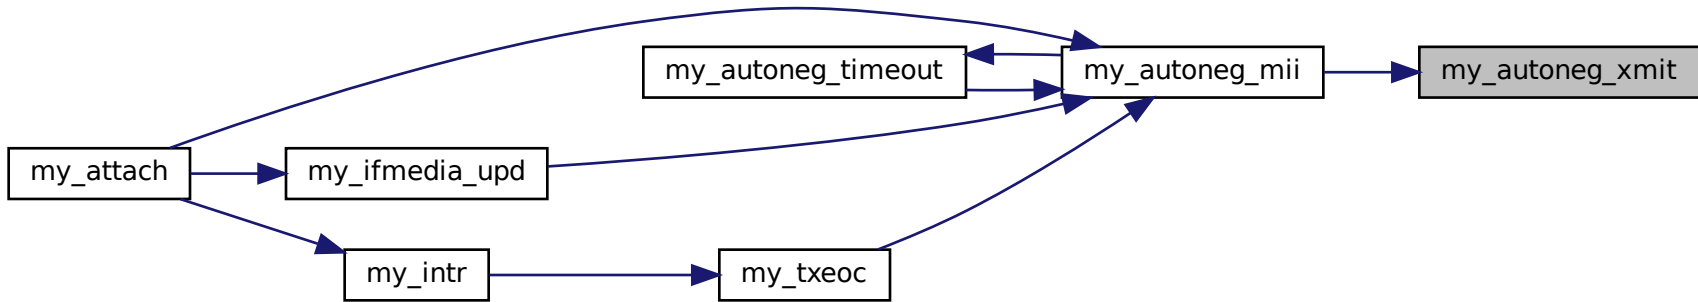 my_autoneg_timeout
my_autoneg_mii
my_autoneg_xmit
my_attach
my_ifmedia_upd
my_intr
my_txeoc